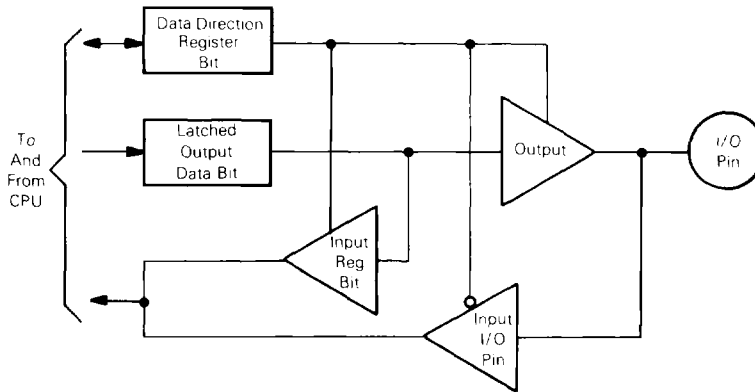 Data Direction
Register
Bit
To
And
From
CPU
Latched
Output
Data Bit
Output
I/O
Pin
Input
Reg
Bit
Input
I/O
Pin